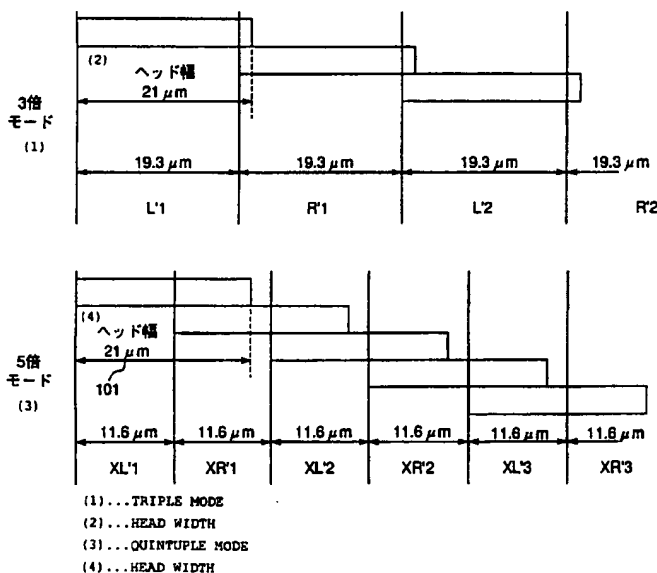 (2)
ヘッド幅
21 μm
3倍
モード
(1)
19.3 μm 19.3 μm 19.3 μm 19.3 μm
L'1 R'1 L'2 R'2
(4)
ヘッド幅
21 μm
5倍
モード
(3)
101
11.6 μm 11.6 μm 11.6 μm 11.6 μm 11.6 μm 11.6 μm
XL'1 XR'1 XL'2 XR'2 XL'3 XR'3
(1)...TRIPLE MODE
(2)...HEAD WIDTH
(3)...QUINTUPLE MODE
(4)...HEAD WIDTH